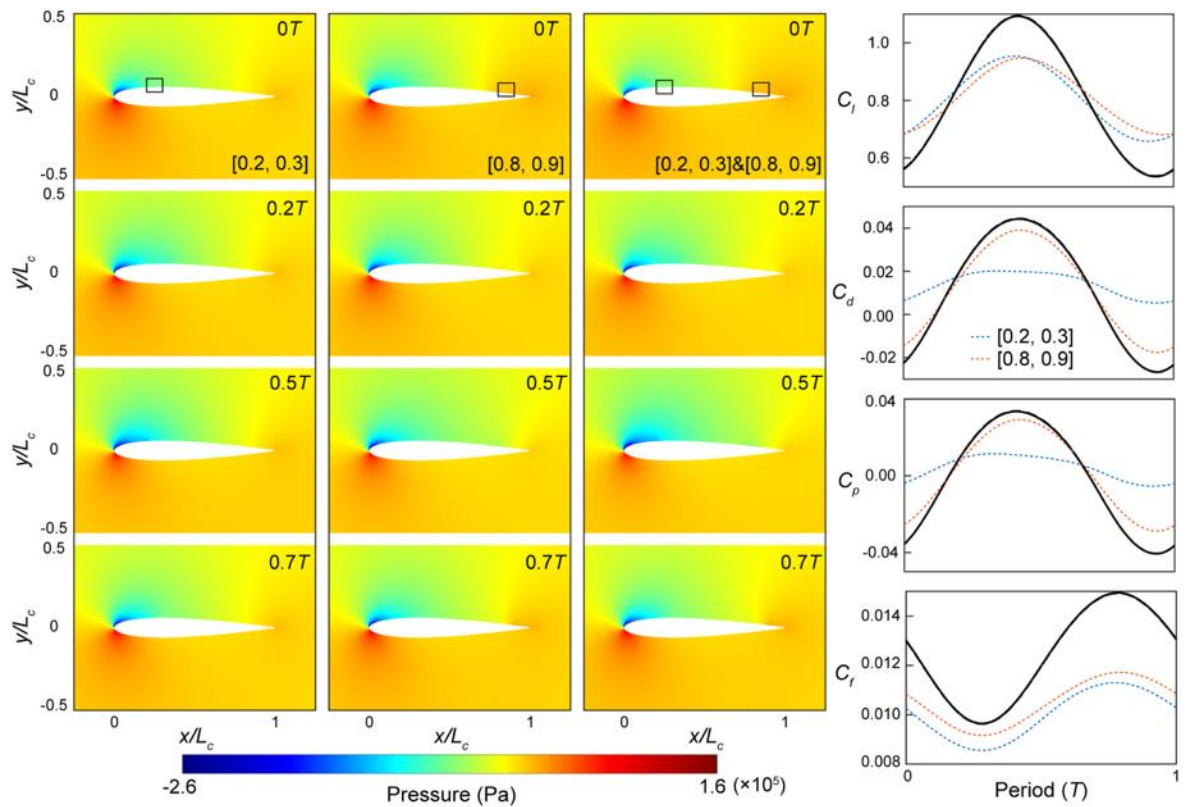 0.5
y/Lc
0
-0.5
0T
[0.2, 0.3]
0T
[0.8, 0.9]
0T
[0.2, 0.3]&[0.8, 0.9]
0.5
y/Lc
0
-0.5
0.2T
0.2T
0.2T
0.5
y/Lc
0
-0.5
0.5T
0.5T
0.5T
0.5
y/Lc
0
-0.5
0.7T
0.7T
0.7T
0 1
0 1
0 1
x/Lc
x/Lc
x/Lc
-2.6
1.6 (×10⁵)
Pressure (Pa)
1.0
Cl
0.8
0.6
0.04
0.02
Cd
0.00
-0.02
[0.2, 0.3]
[0.8, 0.9]
0.04
Cp
0.00
-0.04
0.014
0.012
Cf
0.010
0.008
0 1
Period (T)